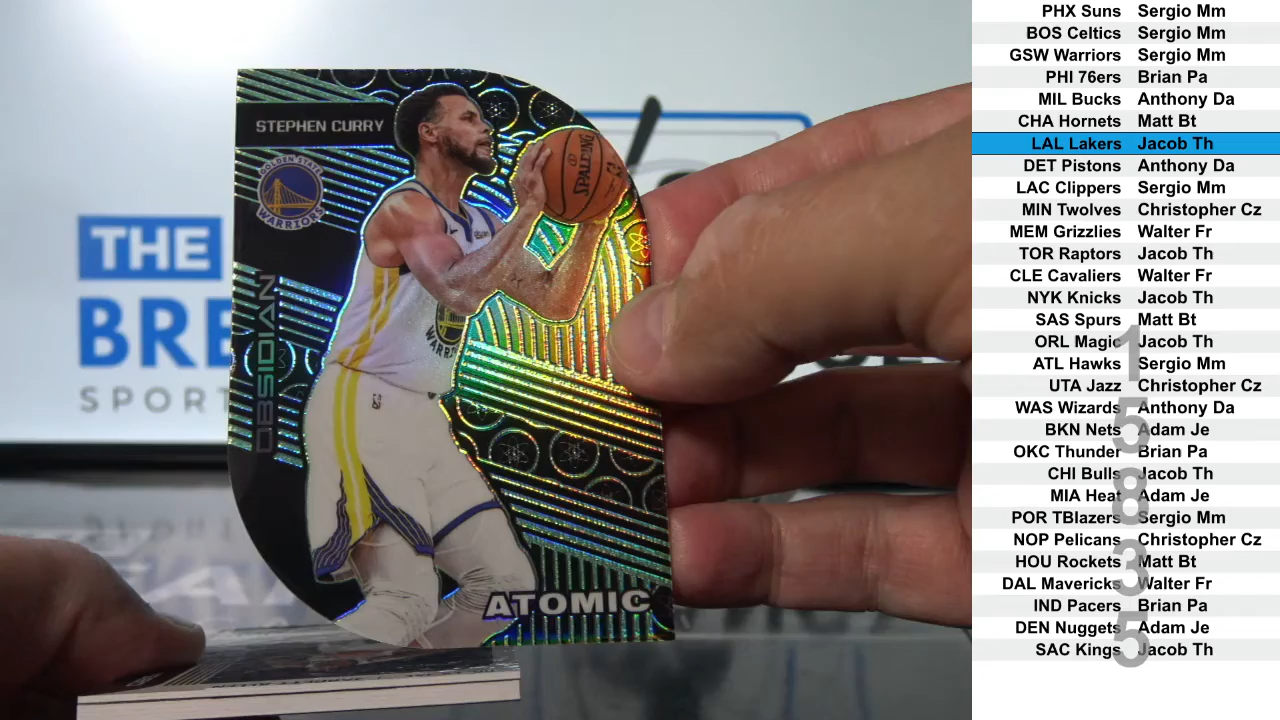 STEPHEN CURRY
GOLDEN STATE
WARRIORS
SPALDING
OBSIDIAN
ATOMIC
THE
BRE
SPORT
PHX Suns Sergio Mm
BOS Celtics Sergio Mm
GSW Warriors Sergio Mm
PHI 76ers Brian Pa
MIL Bucks Anthony Da
CHA Hornets Matt Bt
LAL Lakers Jacob Th
DET Pistons Anthony Da
LAC Clippers Sergio Mm
MIN Twolves Christopher Cz
MEM Grizzlies Walter Fr
TOR Raptors Jacob Th
CLE Cavaliers Walter Fr
NYK Knicks Jacob Th
SAS Spurs Matt Bt
ORL Magic Jacob Th
ATL Hawks Sergio Mm
UTA Jazz Christopher Cz
WAS Wizards Anthony Da
BKN Nets Adam Je
OKC Thunder Brian Pa
CHI Bulls Jacob Th
MIA Heat Adam Je
POR TBlazers Sergio Mm
NOP Pelicans Christopher Cz
HOU Rockets Matt Bt
DAL Mavericks Walter Fr
IND Pacers Brian Pa
DEN Nuggets Adam Je
SAC Kings Jacob Th
1
5
8
3
5